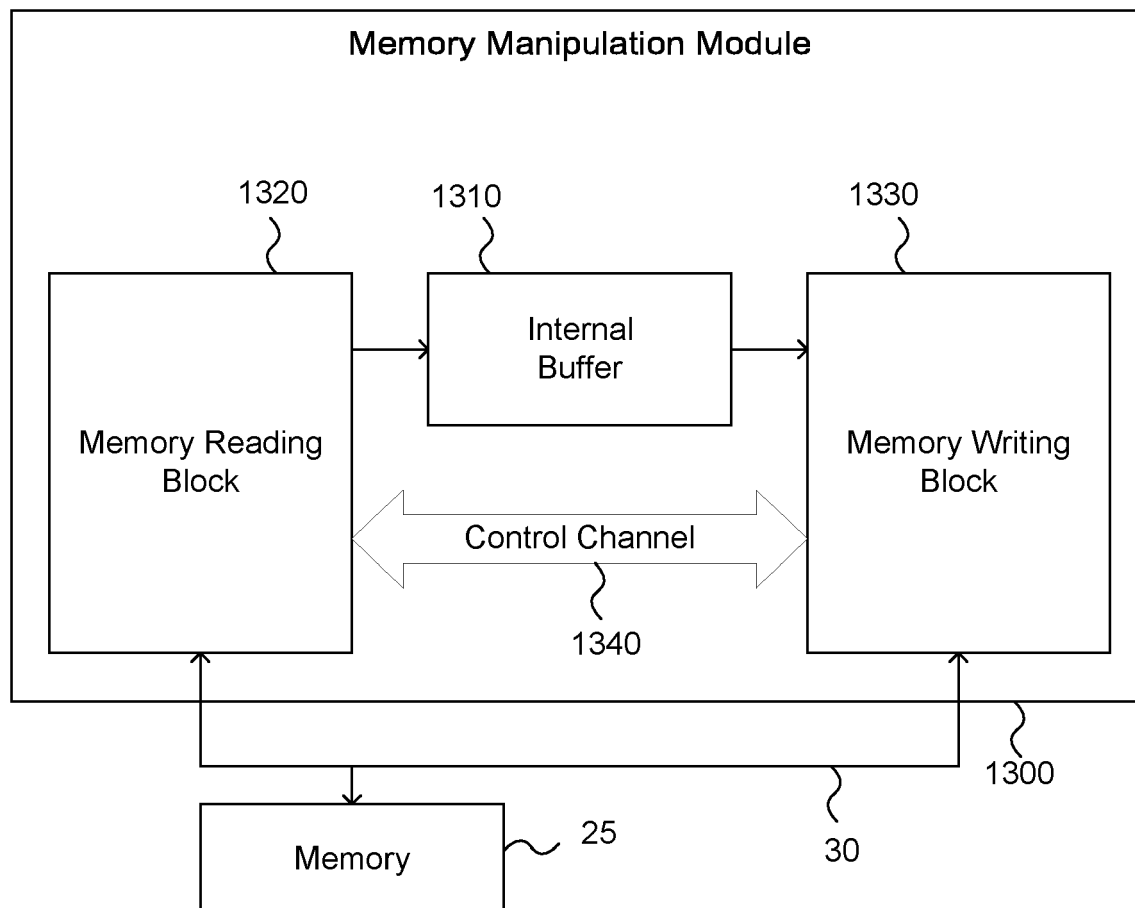 Memory Manipulation Module
1320
1310
1330
Internal
Buffer
Memory Reading
Block
Memory Writing
Block
Control Channel
1340
1300
25
30
Memory